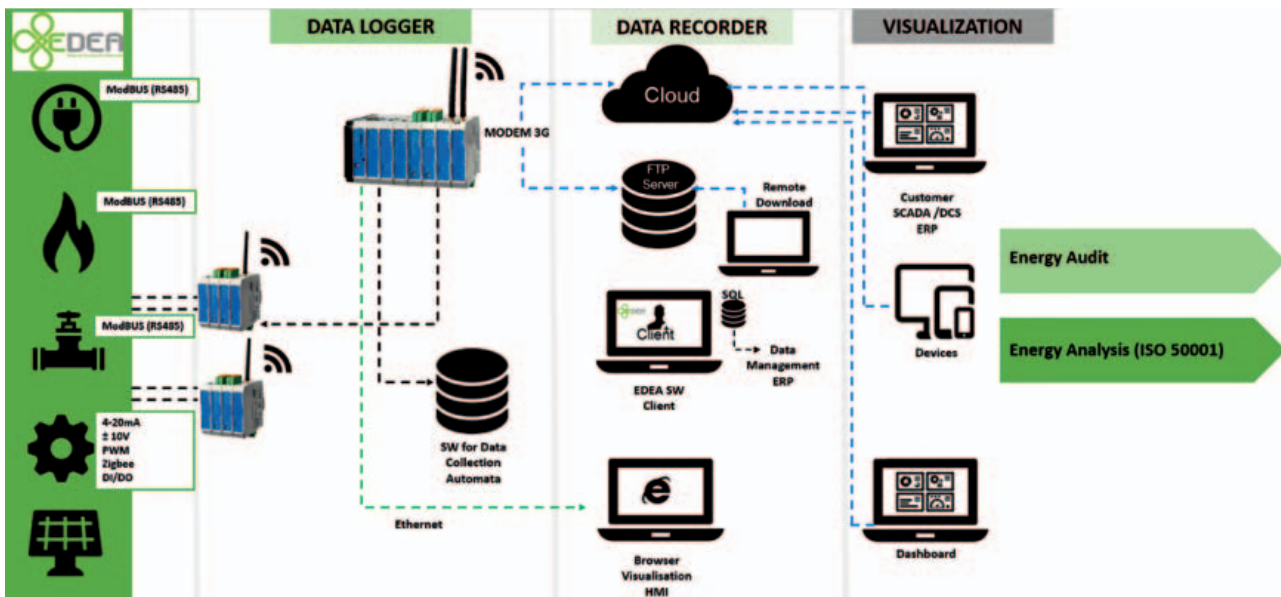 EDEA
DATA LOGGER
DATA RECORDER
VISUALIZATION
ModBUS (RS485)
ModBUS (RS485)
ModBUS (RS485)
4-20mA
± 10V
PWM
Zigbee
DI/DO
MODEM 3G
SW for Data
Collection
Automata
Ethernet
Cloud
FTP
Server
Remote
Download
Client
SQL
Data
Management
ERP
EDEA SW
Client
Browser
Visualisation
HMI
Customer
SCADA /DCS
ERP
Devices
Dashboard
Energy Audit
Energy Analysis (ISO 50001)